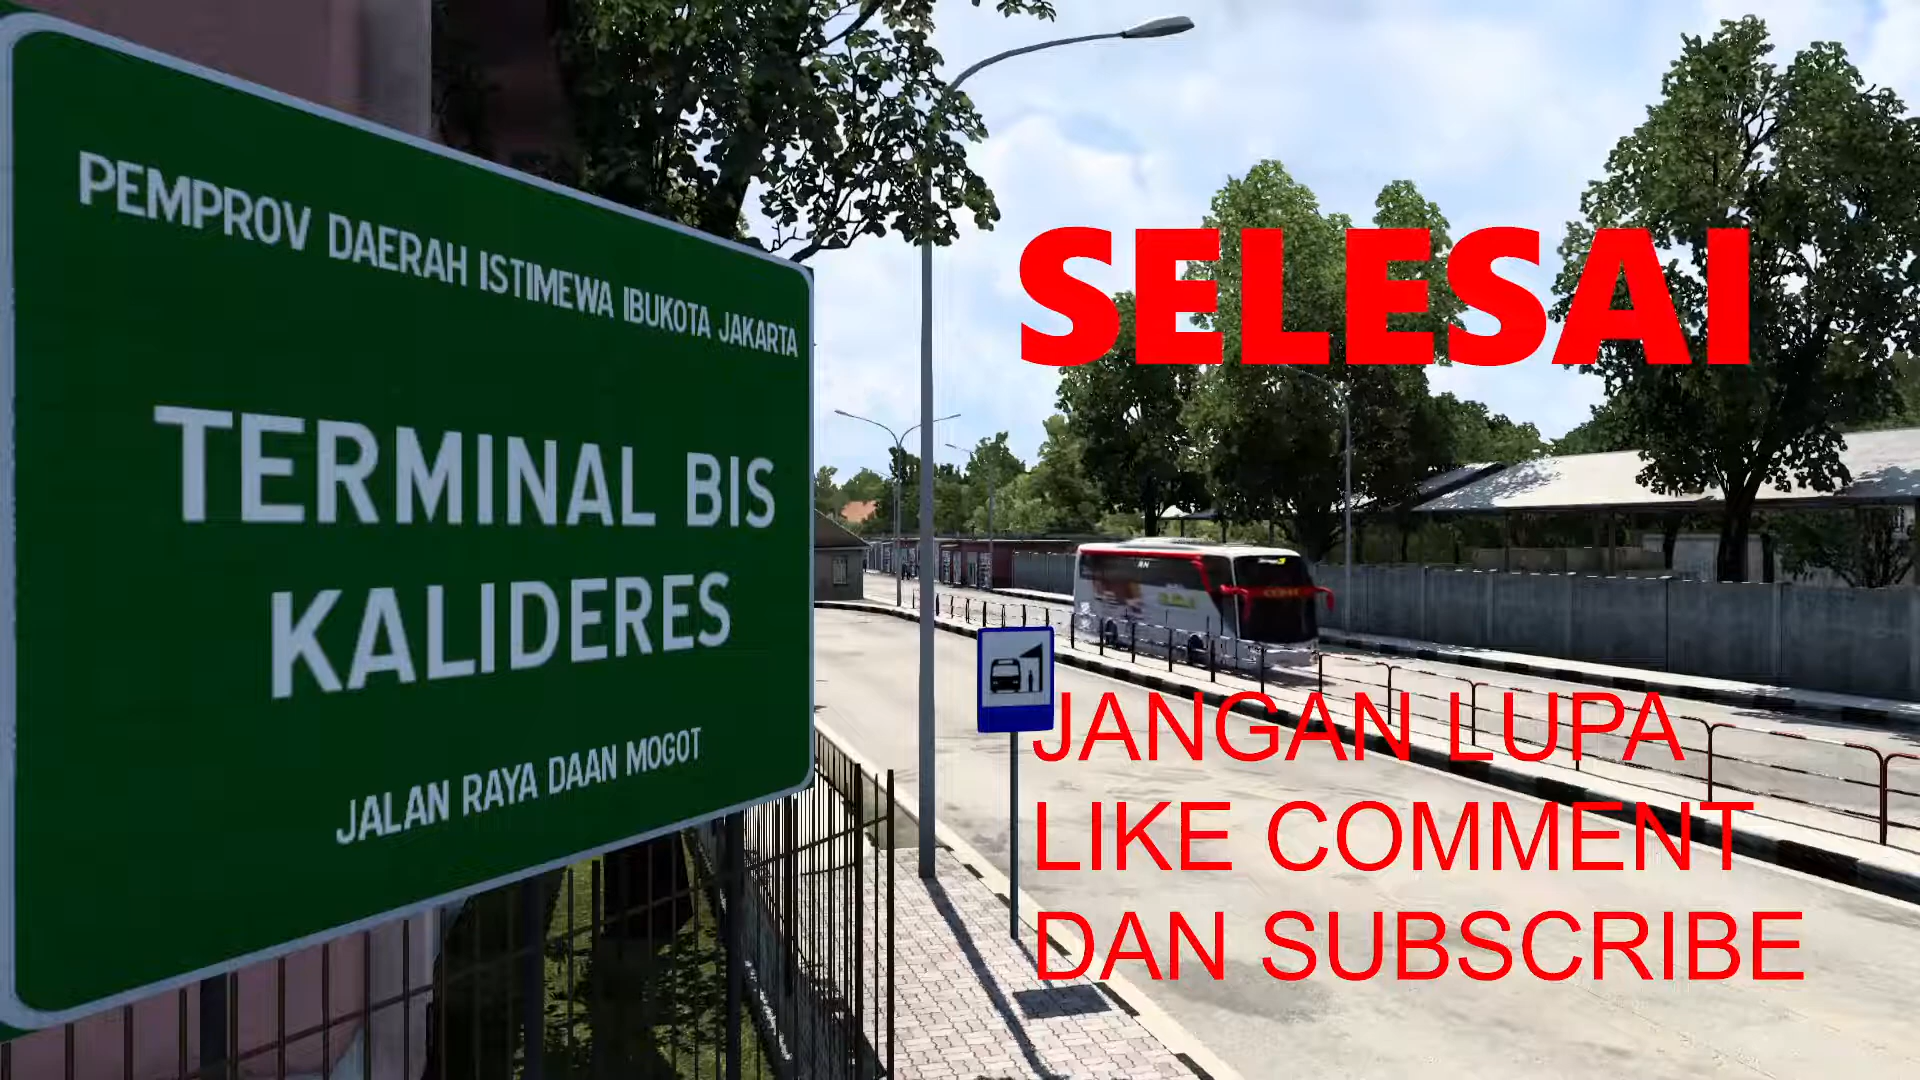 PEMPROV DAERAH ISTIMEWA IBUKOTA JAKARTA
TERMINAL BIS
KALIDERES
JALAN RAYA DAAN MOGOT
SELESAI
JANGAN LUPA
LIKE COMMENT
DAN SUBSCRIBE